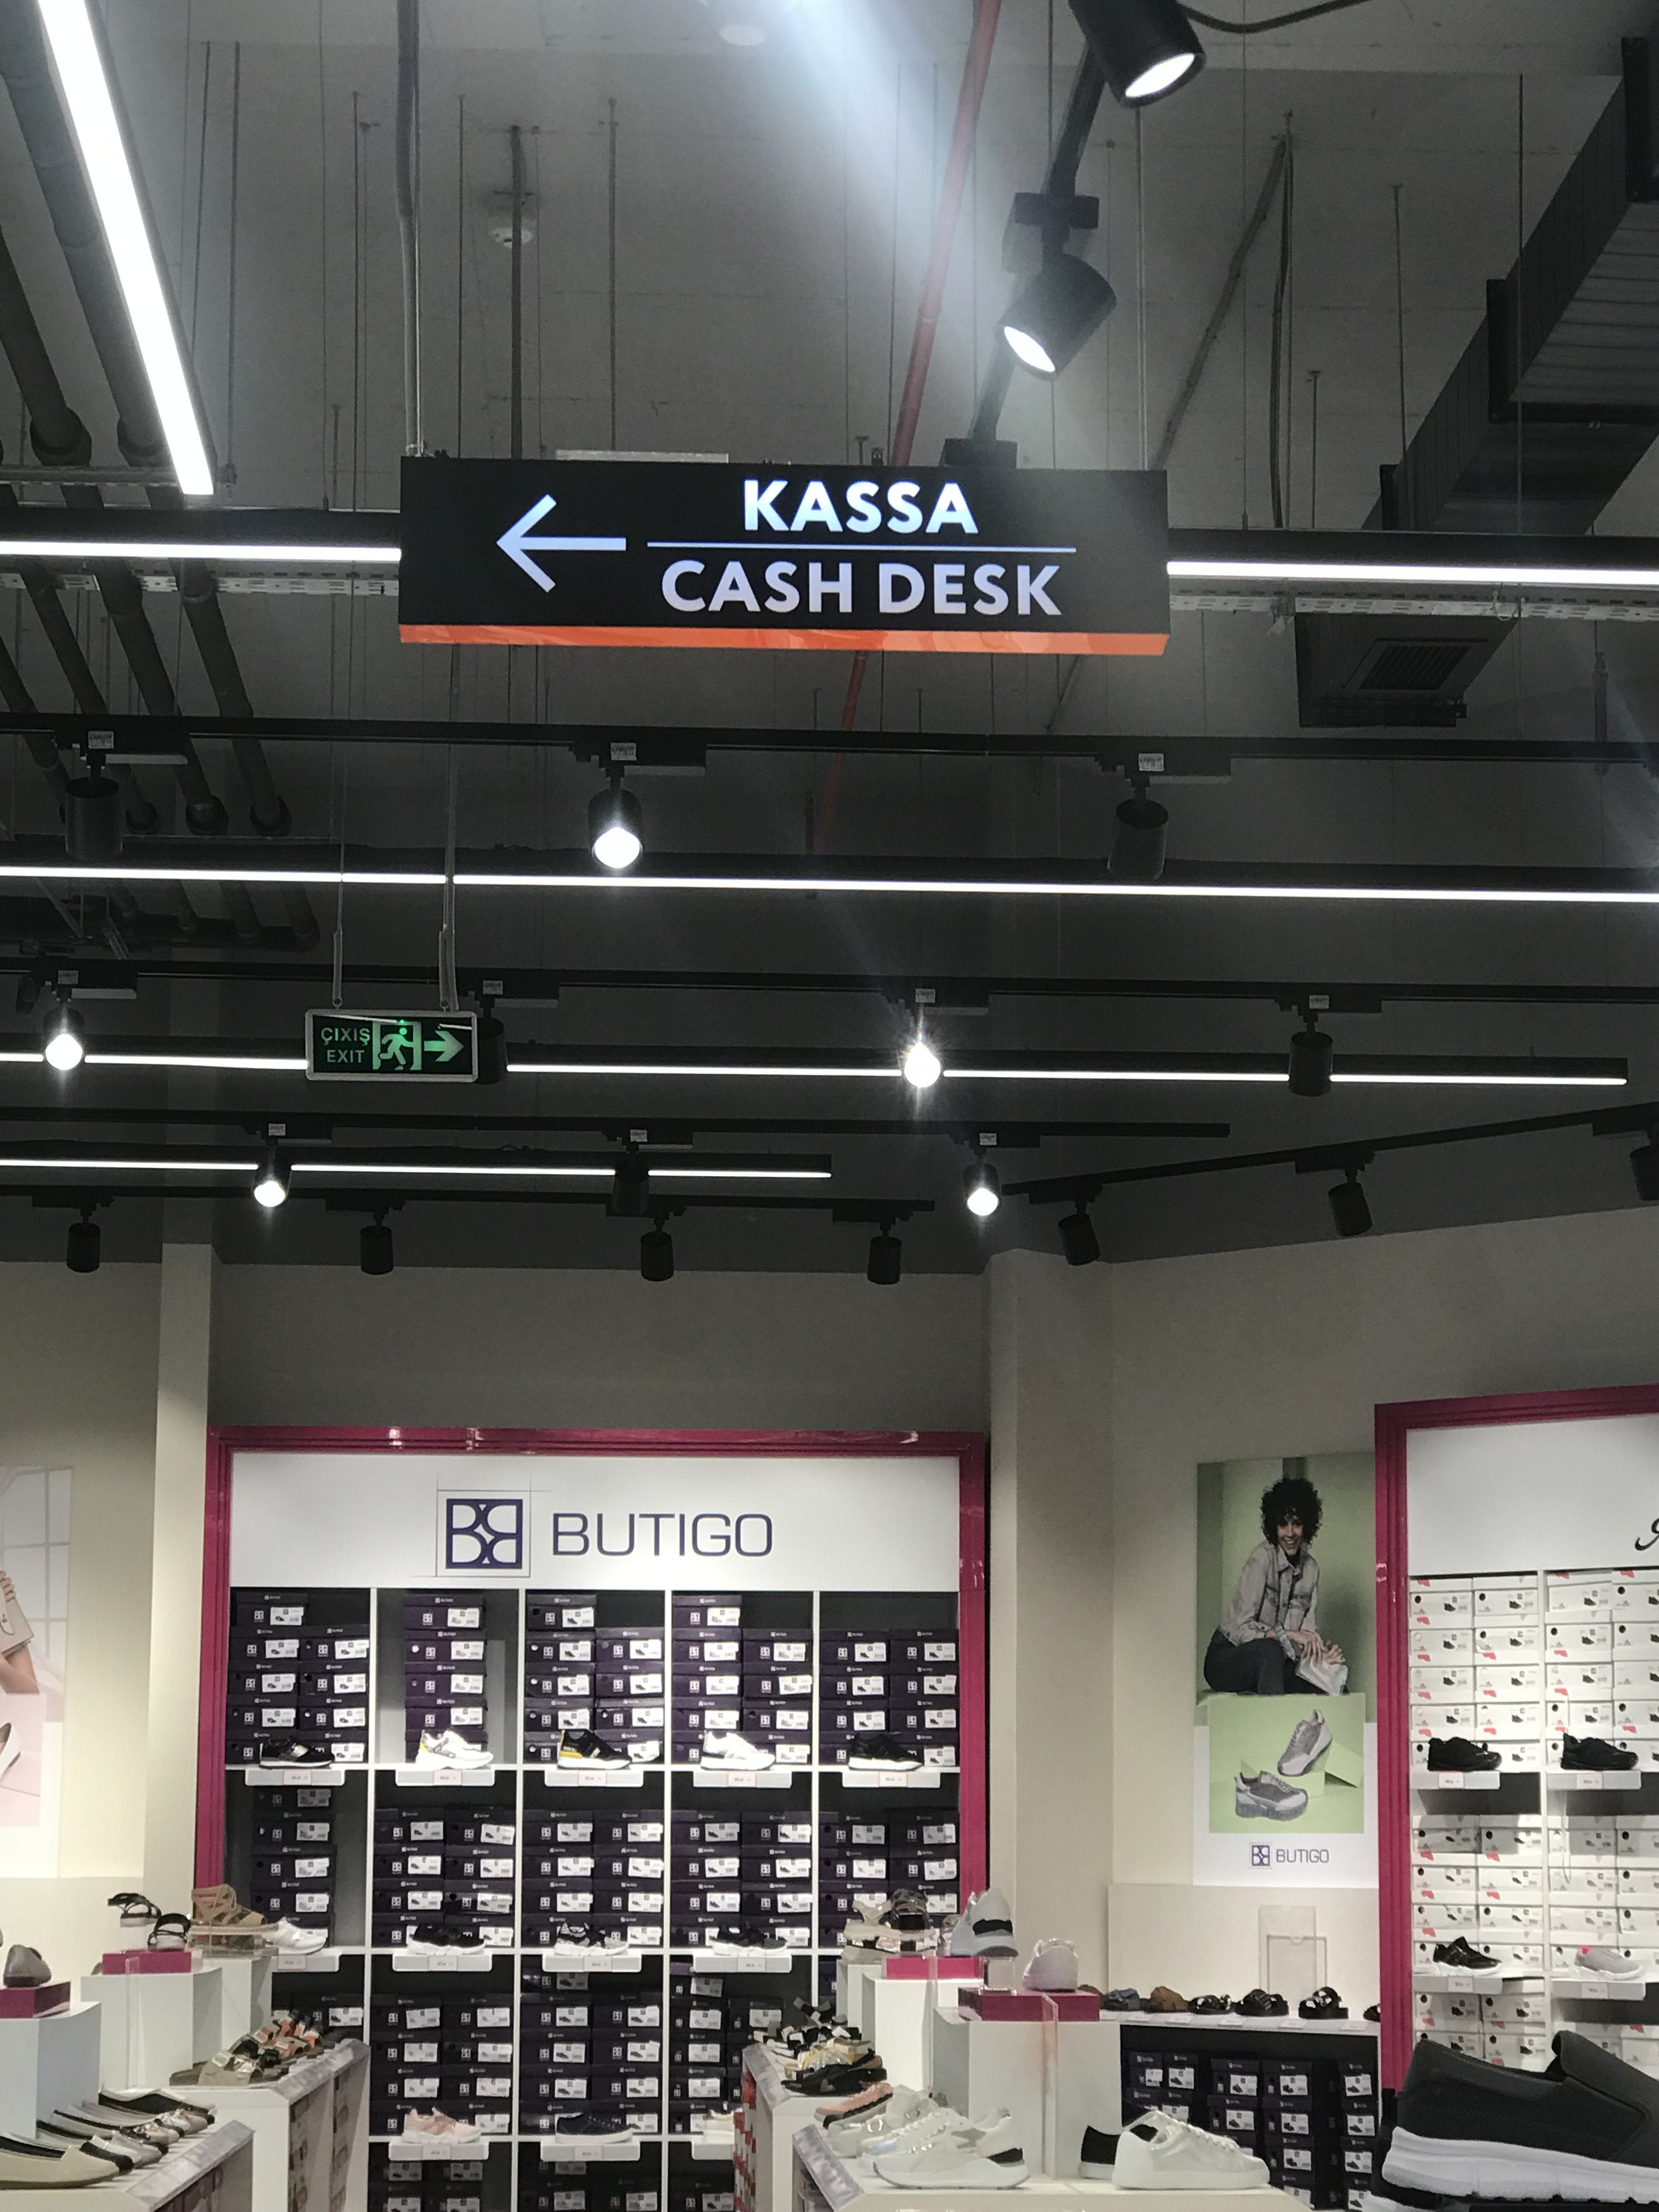 KASSA
CASH DESK
ÇIXIŞ
EXIT
BUTIGO
BUTIGO